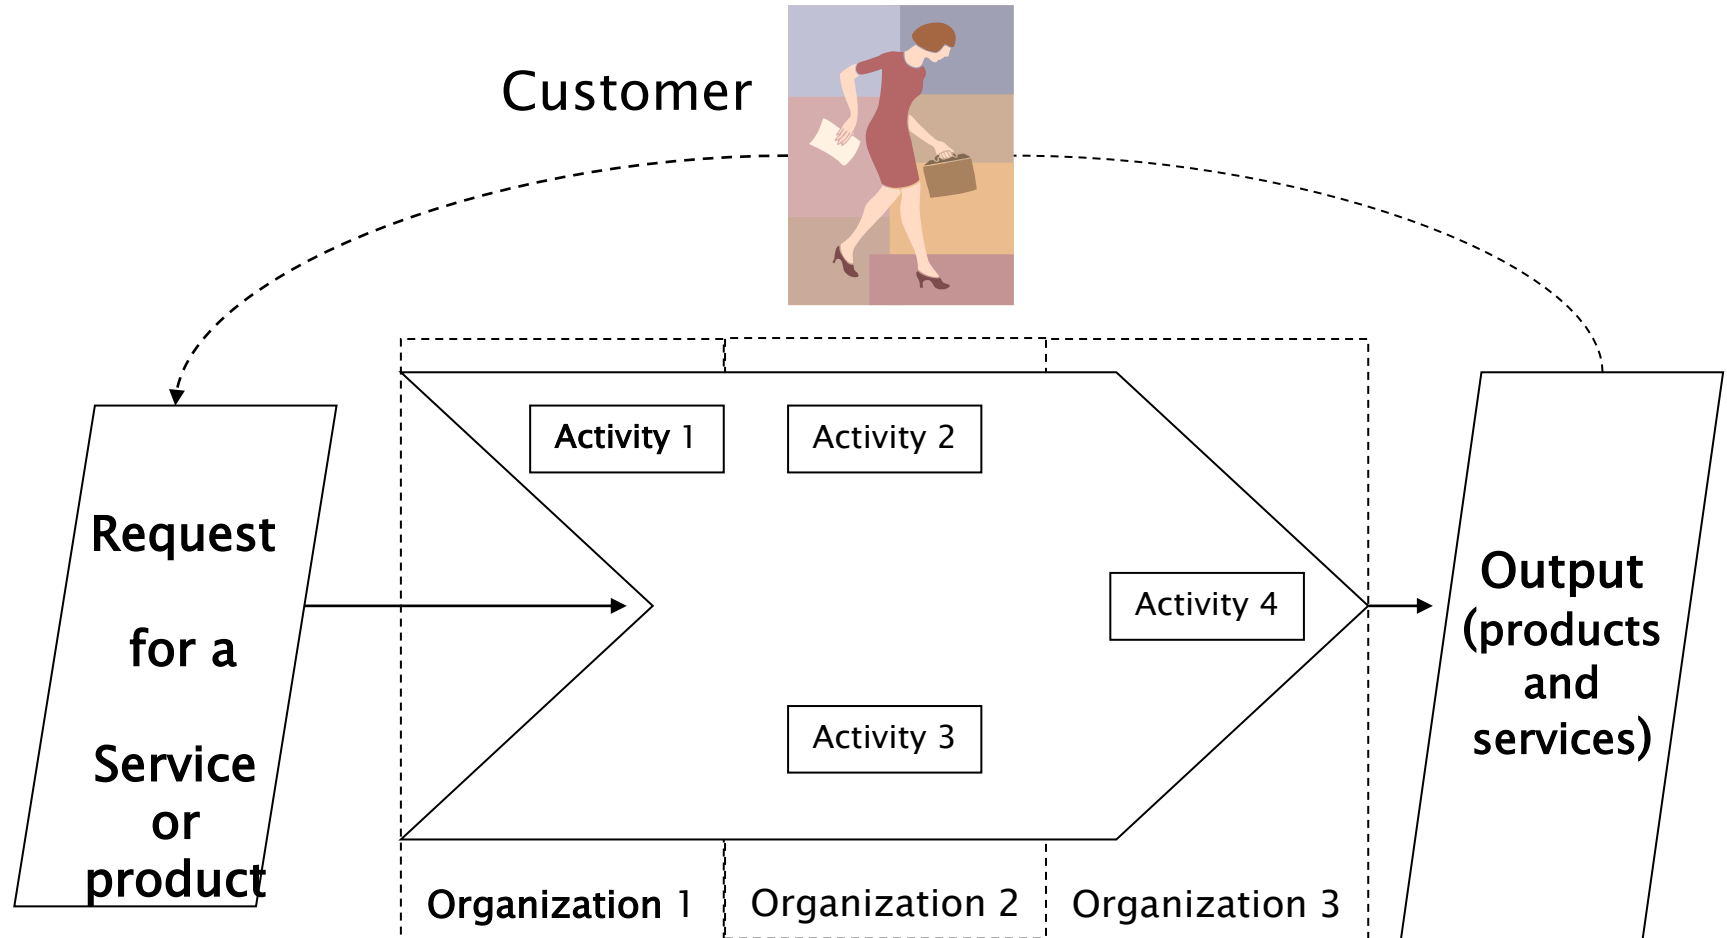 Customer
Request
for a
Service
or
product
Activity 1
Activity 2
Activity 3
Activity 4
Organization 1
Organization 2
Organization 3
Output
(products
and
services)